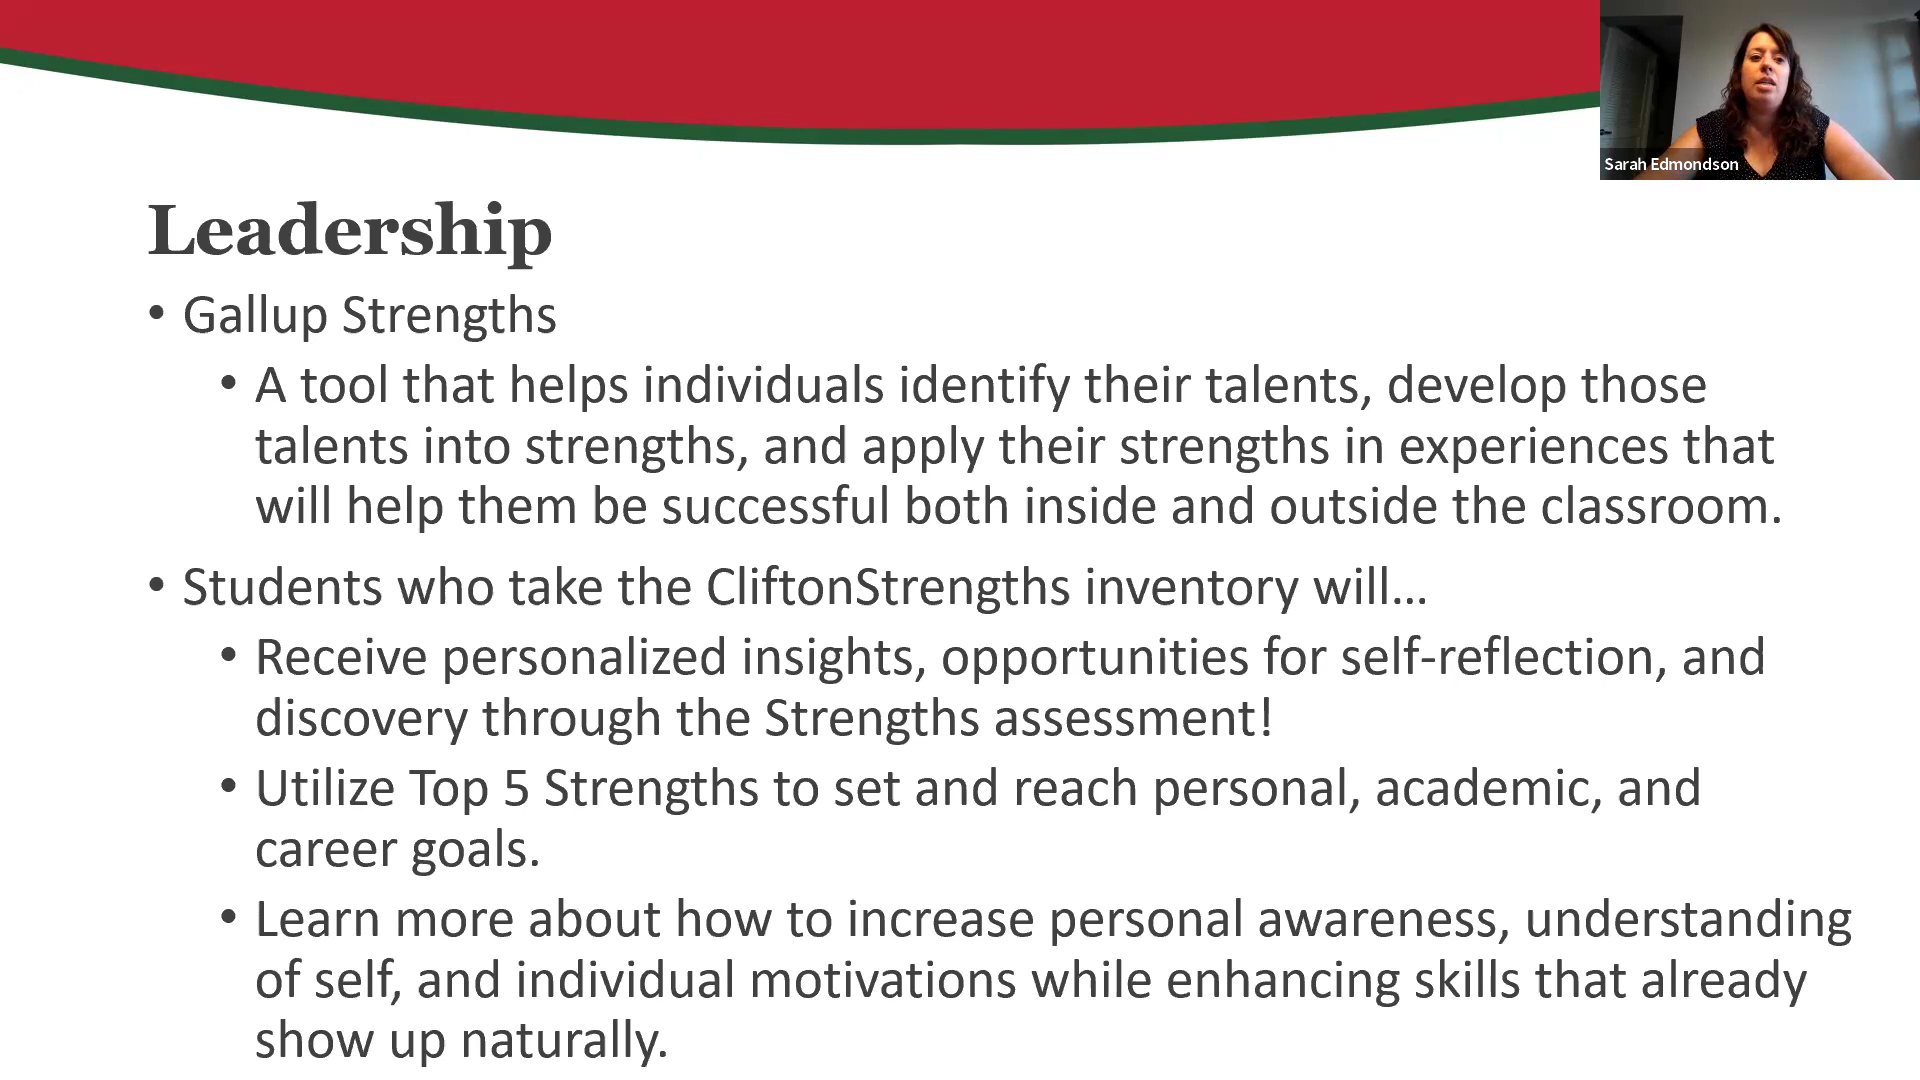 Sarah Edmondson
Leadership
• Gallup Strengths
• A tool that helps individuals identify their talents, develop those
talents into strengths, and apply their strengths in experiences that
will help them be successful both inside and outside the classroom.
• Students who take the CliftonStrengths inventory will…
• Receive personalized insights, opportunities for self-reflection, and
discovery through the Strengths assessment!
• Utilize Top 5 Strengths to set and reach personal, academic, and
career goals.
• Learn more about how to increase personal awareness, understanding
of self, and individual motivations while enhancing skills that already
show up naturally.